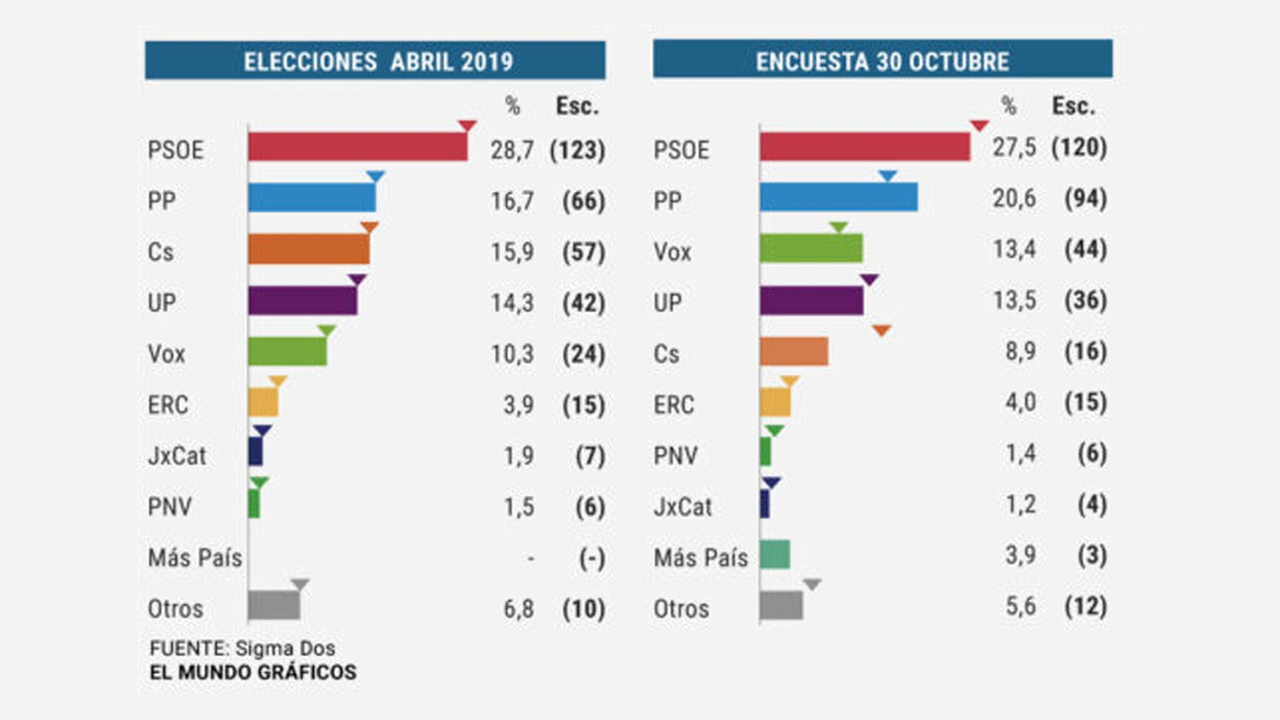 ELECCIONES ABRIL 2019
% Esc.
PSOE 28,7 (123)
PP 16,7 (66)
Cs 15,9 (57)
UP 14,3 (42)
Vox 10,3 (24)
ERC 3,9 (15)
JxCat 1,9 (7)
PNV 1,5 (6)
Más País - (-)
Otros 6,8 (10)
ENCUESTA 30 OCTUBRE
% Esc.
PSOE 27,5 (120)
PP 20,6 (94)
Vox 13,4 (44)
UP 13,5 (36)
Cs 8,9 (16)
ERC 4,0 (15)
PNV 1,4 (6)
JxCat 1,2 (4)
Más País 3,9 (3)
Otros 5,6 (12)
FUENTE: Sigma Dos
EL MUNDO GRÁFICOS